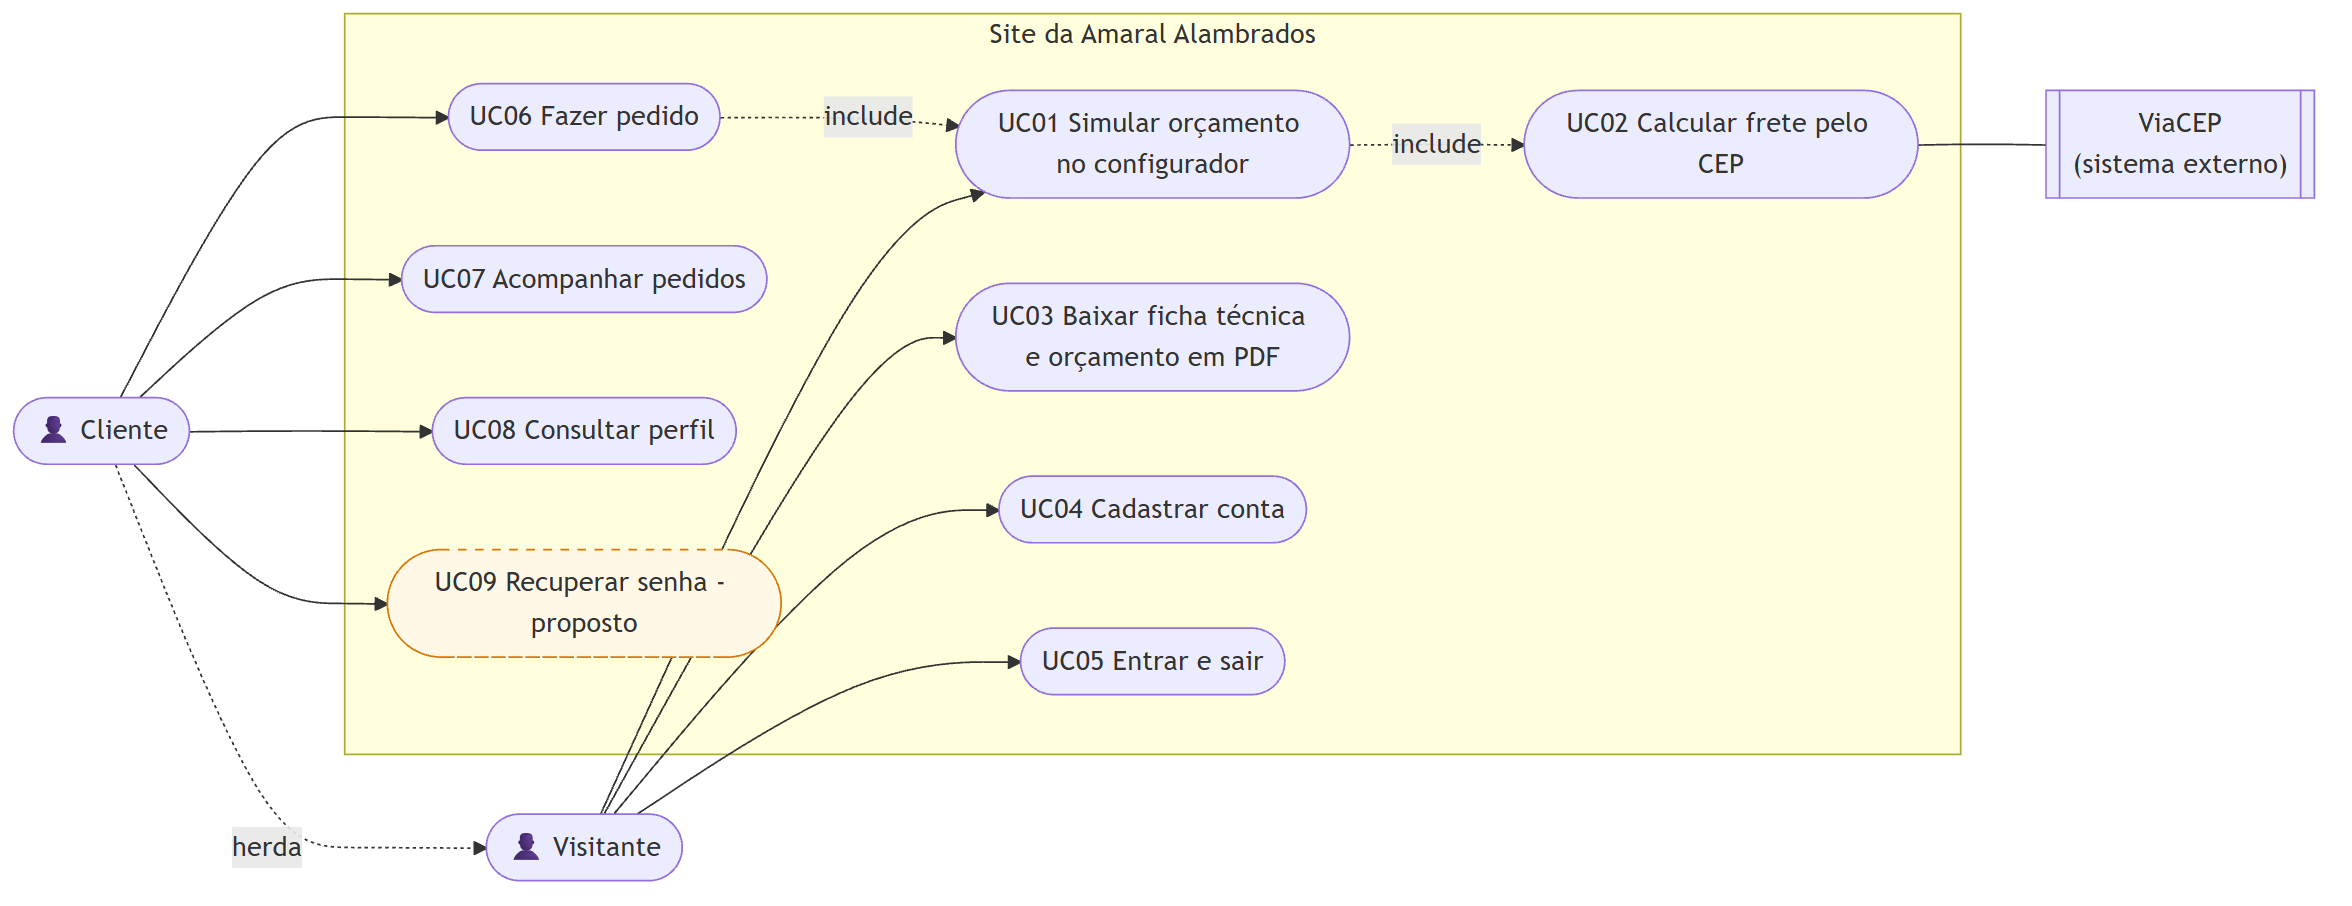 Site da Amaral Alambrados
UC06 Fazer pedido
include
UC01 Simular orçamento
no configurador
include
UC02 Calcular frete pelo
CEP
ViaCEP
(sistema externo)
UC07 Acompanhar pedidos
UC03 Baixar ficha técnica
e orçamento em PDF
Cliente
UC08 Consultar perfil
UC04 Cadastrar conta
UC09 Recuperar senha -
proposto
UC05 Entrar e sair
herda
Visitante